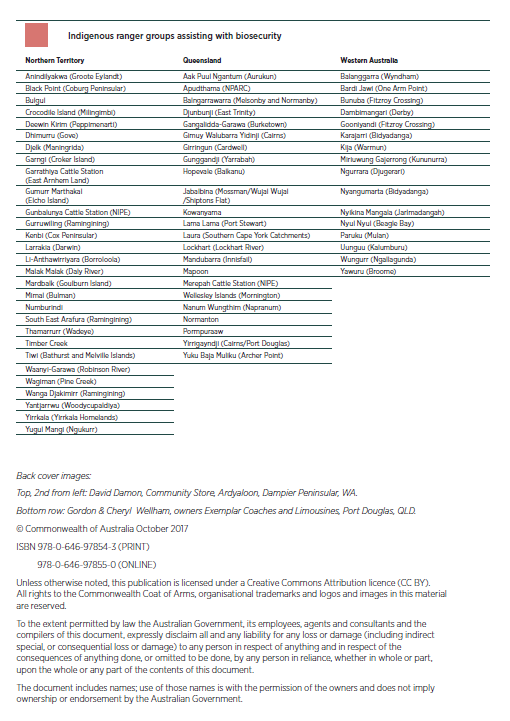 Indigenous ranger groups assisting with biosecurity
Northern Territory Queensland Western Australia
Anindilyakwa (Groote Eylandt) Aak Puul Ngantum (Aurukun) Balanggarra (Wyndham)
Black Point (Coburg Peninsular) Apudthama (NPARC) Bardi Jawi (One Arm Point)
Bulgul Balngarrawarra (Melsonby and Normanby) Bunuba (Fitzroy Crossing)
Crocodile Island (Milingimbi) Djunbunji (East Trinity) Dambimangari (Derby)
Deewin Kirim (Peppimenarti) Gangalidda-Garawa (Burketown) Gooniyandi (Fitzroy Crossing)
Dhimurru (Gove) Gimuy Walubarra Yidinji (Cairns) Karajarri (Bidyadanga)
Djelk (Maningrida) Girringun (Cardwell) Kija (Warmun)
Garngi (Croker Island) Gunggandji (Yarrabah) Miriuwung Gajerrong (Kununurra)
Garrathiya Cattle Station Hopevale (Balkanu) Ngurrara (Djugerari)
(East Arnhem Land)
Gumurr Marthakal Jabalbina (Mossman/Wujal Wujal Nyangumarta (Bidyadanga)
(Elcho Island) /Shiptons Flat)
Gunbalunya Cattle Station (NIPE) Kowanyama Nyikina Mangala (Jarlmadangah)
Gurruwiling (Ramingining) Lama Lama (Port Stewart) Nyul Nyul (Beagle Bay)
Kenbi (Cox Peninsular) Laura (Southern Cape York Catchments) Paruku (Mulan)
Larrakia (Darwin) Lockhart (Lockhart River) Uunguu (Kalumburu)
Li-Anthawirriyara (Borroloola) Mandubarra (Innisfail) Wungurr (Ngallagunda)
Malak Malak (Daly River) Mapoon Yawuru (Broome)
Mardbalk (Goulburn Island) Merepah Cattle Station (NIPE)
Mimal (Bulman) Wellesley Islands (Mornington)
Numburindi Nanum Wungthim (Napranum)
South East Arafura (Ramingining) Normanton
Thamarrurr (Wadeye) Pormpuraaw
Timber Creek Yirrigayndji (Cairns/Port Douglas)
Tiwi (Bathurst and Melville Islands) Yuku Baja Muliku (Archer Point)
Waanyi-Garawa (Robinson River)
Wagiman (Pine Creek)
Wanga Djakimirr (Ramingining)
Yantjarrwu (Woodycupaldiya)
Yirrkala (Yirrkala Homelands)
Yugul Mangi (Ngukurr)
Back cover images:
Top, 2nd from left: David Damon, Community Store, Ardyaloon, Dampier Peninsular, WA.
Bottom row: Gordon & Cheryl Wellham, owners Exemplar Coaches and Limousines, Port Douglas, QLD.
© Commonwealth of Australia October 2017
ISBN 978-0-646-97854-3 (PRINT)
978-0-646-97855-0 (ONLINE)
Unless otherwise noted, this publication is licensed under a Creative Commons Attribution licence (CC BY).
All rights to the Commonwealth Coat of Arms, organisational trademarks and logos and images in this material
are reserved.
To the extent permitted by law the Australian Government, its employees, agents and consultants and the
compilers of this document, expressly disclaim all and any liability for any loss or damage (including indirect
special, or consequential loss or damage) to any person in respect of anything and in respect of the
consequences of anything done, or omitted to be done, by any person in reliance, whether in whole or part,
upon the whole or any part of the contents of this document.
The document includes names; use of those names is with the permission of the owners and does not imply
ownership or endorsement by the Australian Government.